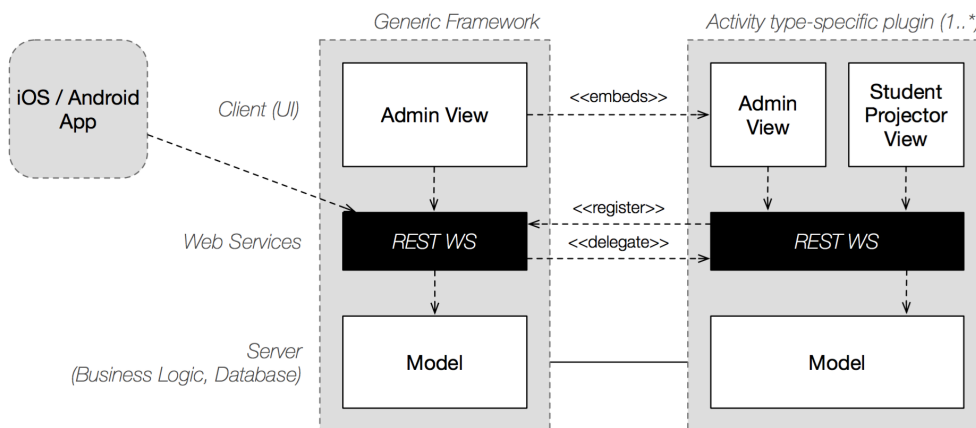 Generic Framework
Activity type-specific plugin (1..*)
iOS / Android
App
Client (UI)
Admin View
<<embeds>>
Admin
View
Student
Projector
View
Web Services
REST WS
<<register>>
<<delegate>>
REST WS
Server
(Business Logic, Database)
Model
Model